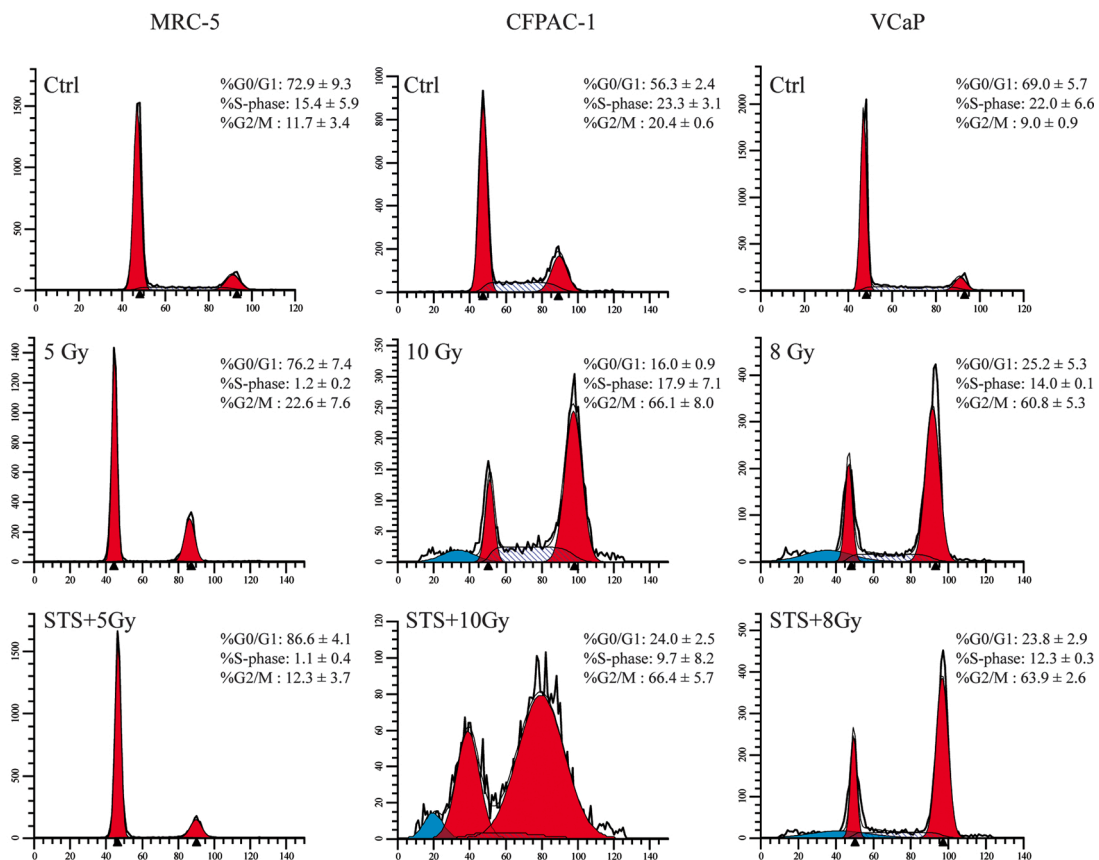 MRC-5 CFPAC-1 VCaP
Ctrl
%G0/G1: 72.9 ± 9.3
%S-phase: 15.4 ± 5.9
%G2/M : 11.7 ± 3.4
0 500 1000 1500
0 20 40 60 80 100 120
Ctrl
%G0/G1: 56.3 ± 2.4
%S-phase: 23.3 ± 3.1
%G2/M : 20.4 ± 0.6
0 200 400 600 800 1000
0 20 40 60 80 100 120 140
Ctrl
%G0/G1: 69.0 ± 5.7
%S-phase: 22.0 ± 6.6
%G2/M : 9.0 ± 0.9
0 500 1000 1500 2000
0 20 40 60 80 100 120
5 Gy
%G0/G1: 76.2 ± 7.4
%S-phase: 1.2 ± 0.2
%G2/M : 22.6 ± 7.6
0 200 400 600 800 1000 1200 1400
0 20 40 60 80 100 120 140
10 Gy
%G0/G1: 16.0 ± 0.9
%S-phase: 17.9 ± 7.1
%G2/M : 66.1 ± 8.0
0 50 100 150 200 250 300 350
0 20 40 60 80 100 120 140
8 Gy
%G0/G1: 25.2 ± 5.3
%S-phase: 14.0 ± 0.1
%G2/M : 60.8 ± 5.3
0 100 200 300 400
0 20 40 60 80 100 120 140
STS+5Gy
%G0/G1: 86.6 ± 4.1
%S-phase: 1.1 ± 0.4
%G2/M : 12.3 ± 3.7
0 500 1000 1500
0 20 40 60 80 100 120 140
STS+10Gy
%G0/G1: 24.0 ± 2.5
%S-phase: 9.7 ± 8.2
%G2/M : 66.4 ± 5.7
0 20 40 60 80 100 120
0 20 40 60 80 100 120 140
STS+8Gy
%G0/G1: 23.8 ± 2.9
%S-phase: 12.3 ± 0.3
%G2/M : 63.9 ± 2.6
0 100 200 300 400 500
0 20 40 60 80 100 120 140